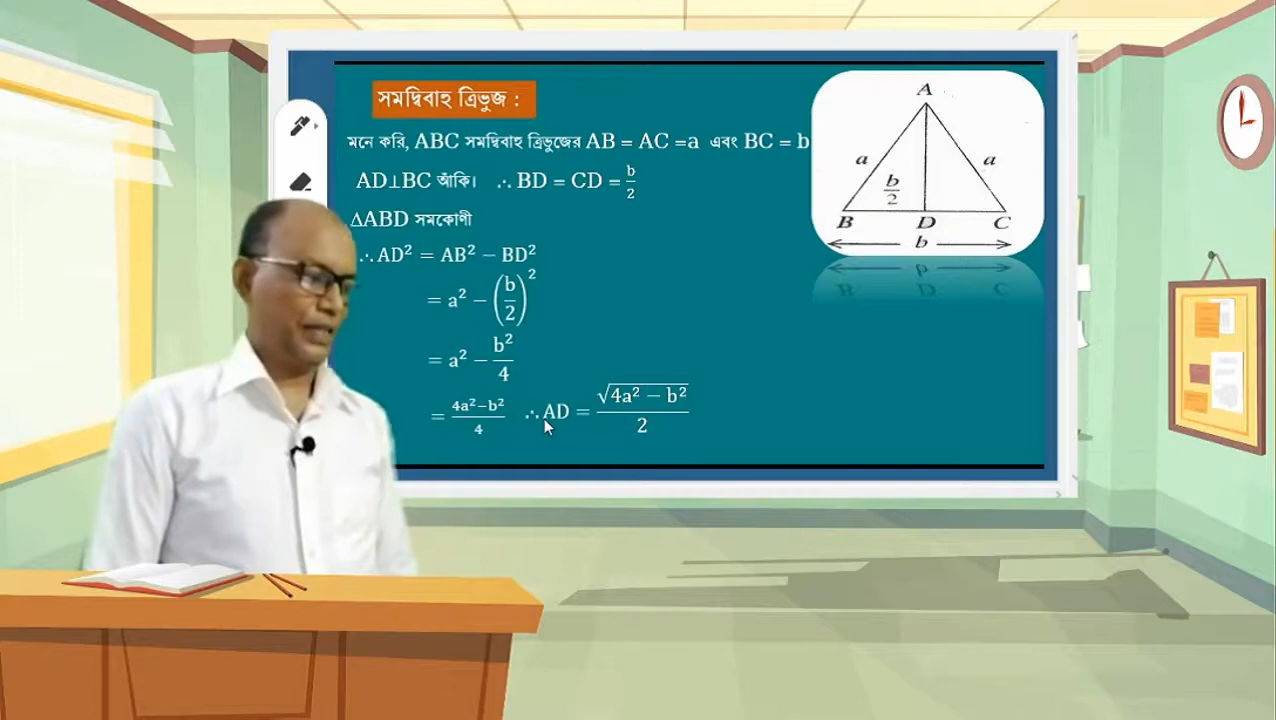 সমদ্বিবাহু ত্রিভুজ :
মনে করি, ABC সমদ্বিবাহু ত্রিভুজের AB = AC =a এবং BC = b
AD⊥BC আঁকি। ∴ BD = CD = b/2
∆ABD সমকোণী
∴ AD² = AB² − BD²
= a² − (b/2)²
= a² − b²/4
= 4a²−b²/4 ∴ AD = √(4a² − b²)/2
A
a a
b/2
B D C
b